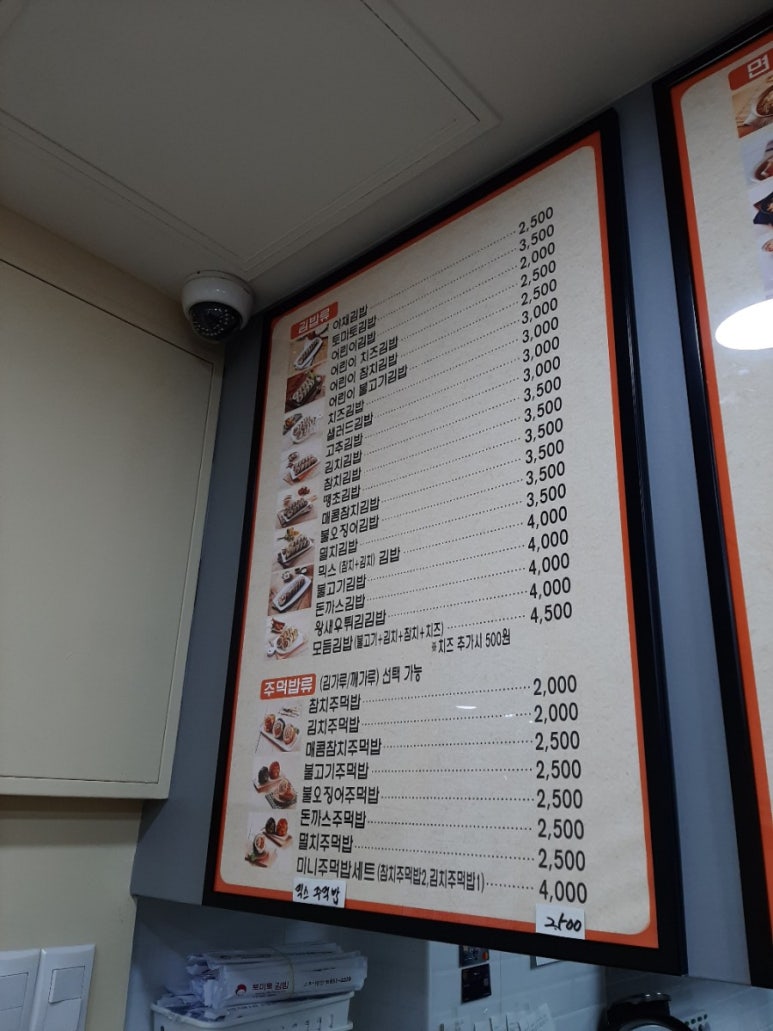 김밥류
야채김밥 2,500
토마토김밥 3,500
어린이김밥 2,000
어린이 치즈김밥 2,500
어린이 참치김밥 2,500
어린이 불고기김밥 3,000
치즈김밥 3,000
샐러드김밥 3,000
고추김밥 3,000
김치김밥 3,500
참치김밥 3,500
땡초김밥 3,500
매콤참치김밥 3,500
불오징어김밥 3,500
멸치김밥 3,500
믹스 (참치+김치) 김밥 4,000
불고기김밥 4,000
돈까스김밥 4,000
왕새우튀김김밥 4,000
모듬김밥 (불고기+김치+참치+치즈) 4,500
※치즈 추가시 500원
주먹밥류 (김가루/깨가루) 선택 가능
참치주먹밥 2,000
김치주먹밥 2,000
매콤참치주먹밥 2,500
불고기주먹밥 2,500
불오징어주먹밥 2,500
돈까스주먹밥 2,500
멸치주먹밥 2,500
미니주먹밥세트 (참치주먹밥2,김치주먹밥1) 4,000
믹스 주먹밥 2,500
면
토마토 김밥